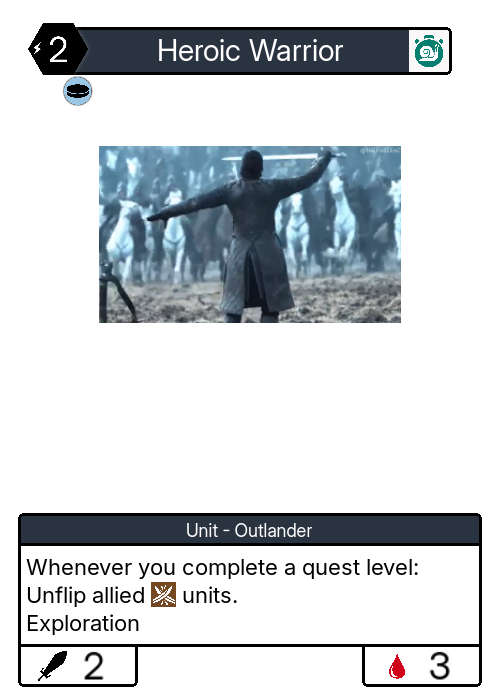 2
Heroic Warrior
Unit - Outlander
Whenever you complete a quest level:
Unflip allied units.
Exploration
2
3